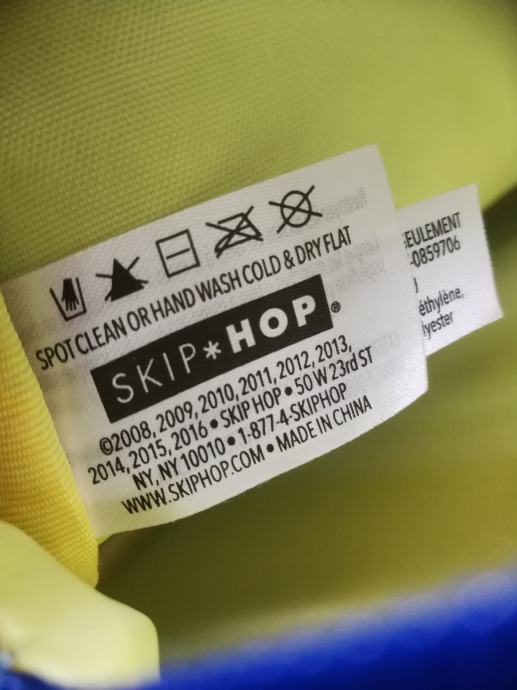 SPOT CLEAN OR HAND WASH COLD & DRY FLAT
SKIP*HOP®
©2008, 2009, 2010, 2011, 2012, 2013,
2014, 2015, 2016 • SKIP HOP • 50 W 23rd ST
NY, NY 10010 • 1-877-4-SKIPHOP
WWW.SKIPHOP.COM • MADE IN CHINA
SEULEMENT
-0859706
éthylène,
lyester